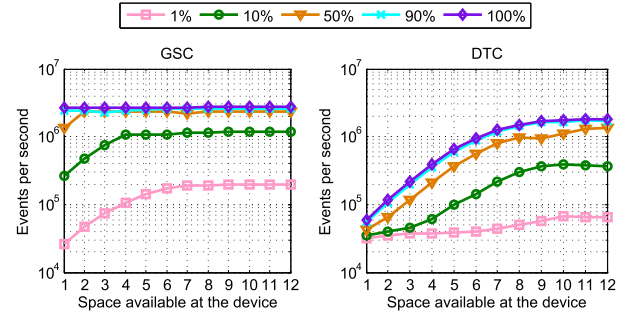 1% 10% 50% 90% 100%
GSC
10^7
10^6
10^5
10^4
Events per second
1 2 3 4 5 6 7 8 9 10 11 12
Space available at the device
DTC
10^7
10^6
10^5
10^4
Events per second
1 2 3 4 5 6 7 8 9 10 11 12
Space available at the device